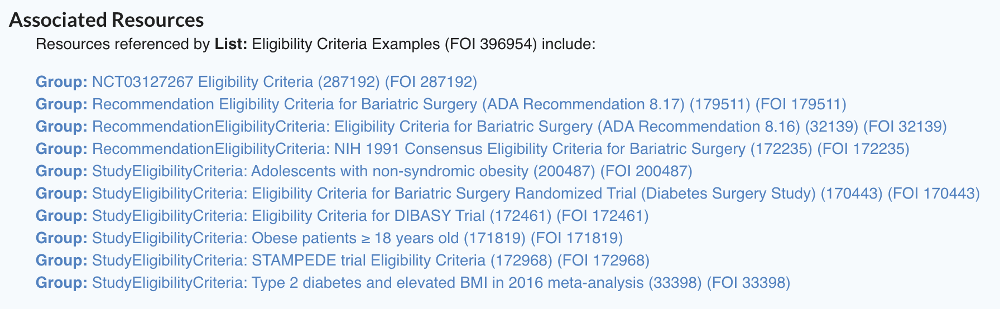 Associated Resources
Resources referenced by List: Eligibility Criteria Examples (FOI 396954) include:
Group: NCT03127267 Eligibility Criteria (287192) (FOI 287192)
Group: Recommendation Eligibility Criteria for Bariatric Surgery (ADA Recommendation 8.17) (179511) (FOI 179511)
Group: RecommendationEligibilityCriteria: Eligibility Criteria for Bariatric Surgery (ADA Recommendation 8.16) (32139) (FOI 32139)
Group: RecommendationEligibilityCriteria: NIH 1991 Consensus Eligibility Criteria for Bariatric Surgery (172235) (FOI 172235)
Group: StudyEligibilityCriteria: Adolescents with non-syndromic obesity (200487) (FOI 200487)
Group: StudyEligibilityCriteria: Eligibility Criteria for Bariatric Surgery Randomized Trial (Diabetes Surgery Study) (170443) (FOI 170443)
Group: StudyEligibilityCriteria: Eligibility Criteria for DIBASY Trial (172461) (FOI 172461)
Group: StudyEligibilityCriteria: Obese patients ≥ 18 years old (171819) (FOI 171819)
Group: StudyEligibilityCriteria: STAMPEDE trial Eligibility Criteria (172968) (FOI 172968)
Group: StudyEligibilityCriteria: Type 2 diabetes and elevated BMI in 2016 meta-analysis (33398) (FOI 33398)